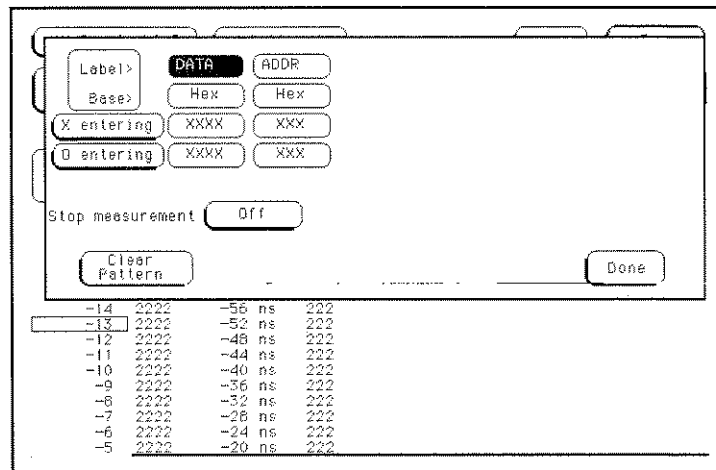 Label> DATA ADDR
Base> Hex Hex
X entering XXXX XXX
O entering XXXX XXX
Stop measurement Off
Clear
Pattern
Done
-14 2222 -56 ns 222
-13 2222 -52 ns 222
-12 2222 -48 ns 222
-11 2222 -44 ns 222
-10 2222 -40 ns 222
-9 2222 -36 ns 222
-8 2222 -32 ns 222
-7 2222 -28 ns 222
-6 2222 -24 ns 222
-5 2222 -20 ns 222